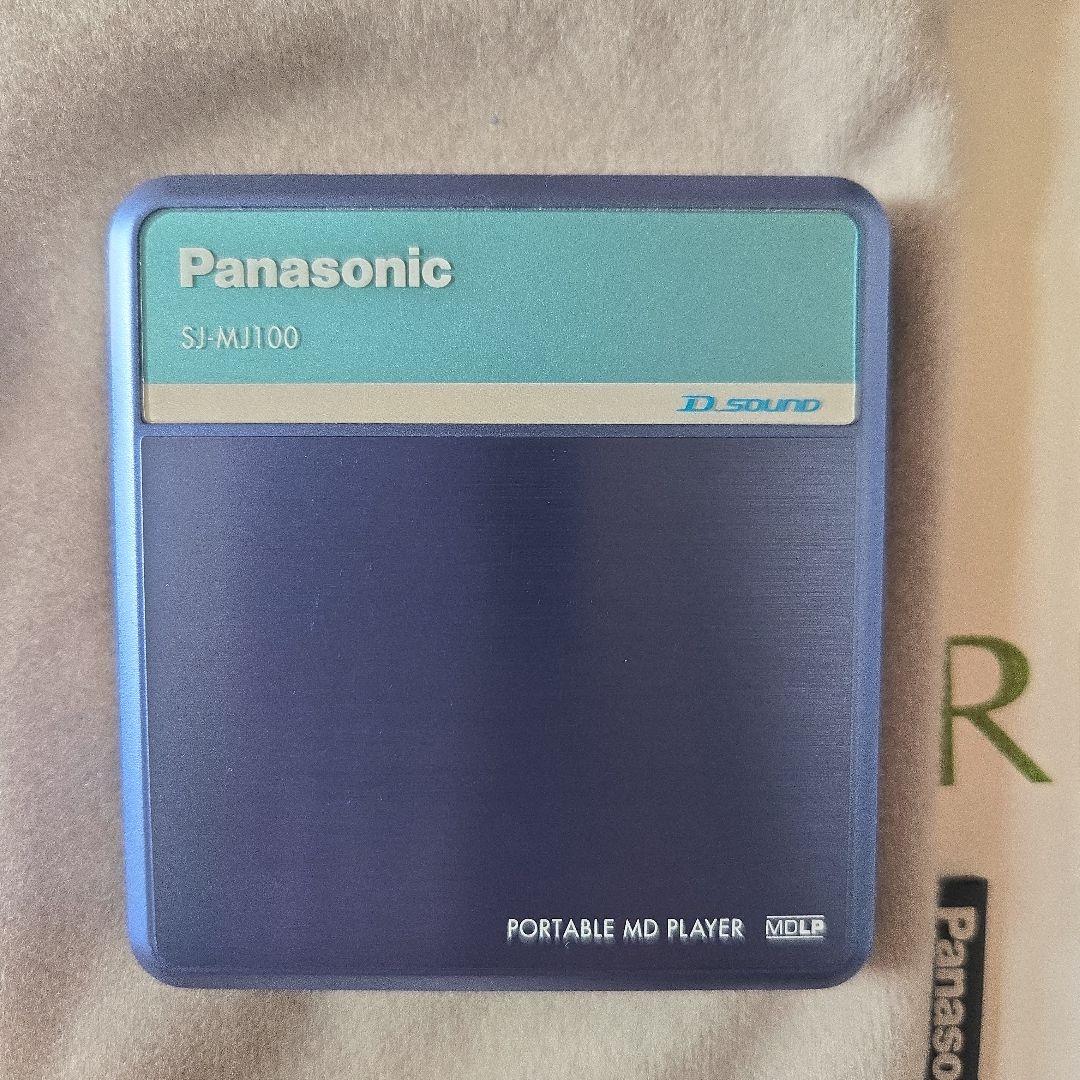 Panasonic
SJ-MJ100
D.SOUND
PORTABLE MD PLAYER MDLP
R
Panaso